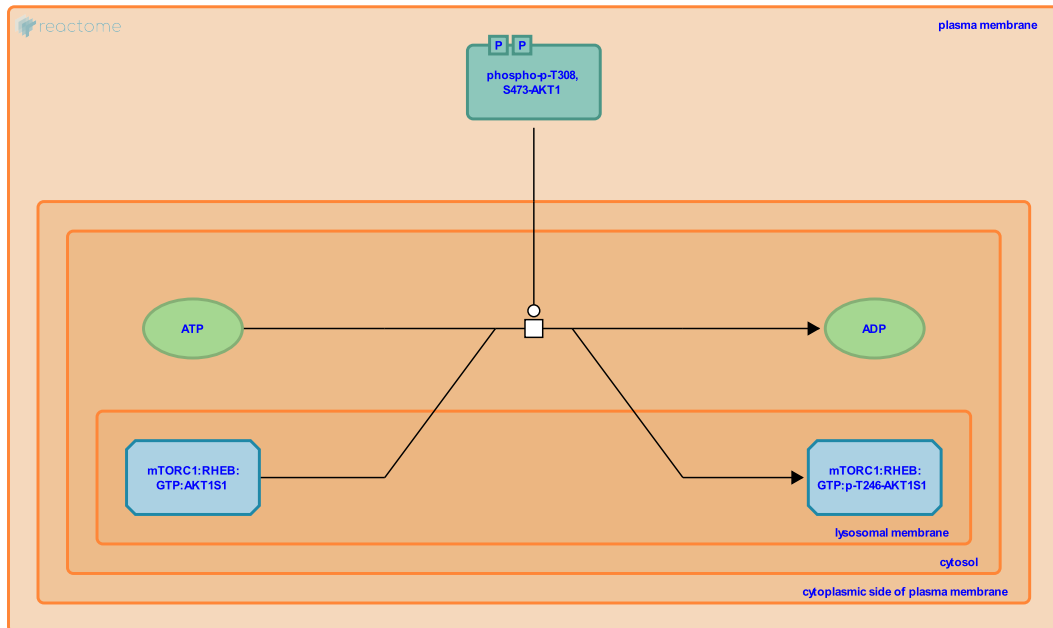 reactome
plasma membrane
P P
phospho-p-T308,
S473-AKT1
ATP
ADP
mTORC1:RHEB:
GTP:AKT1S1
mTORC1:RHEB:
GTP:p-T246-AKT1S1
lysosomal membrane
cytosol
cytoplasmic side of plasma membrane